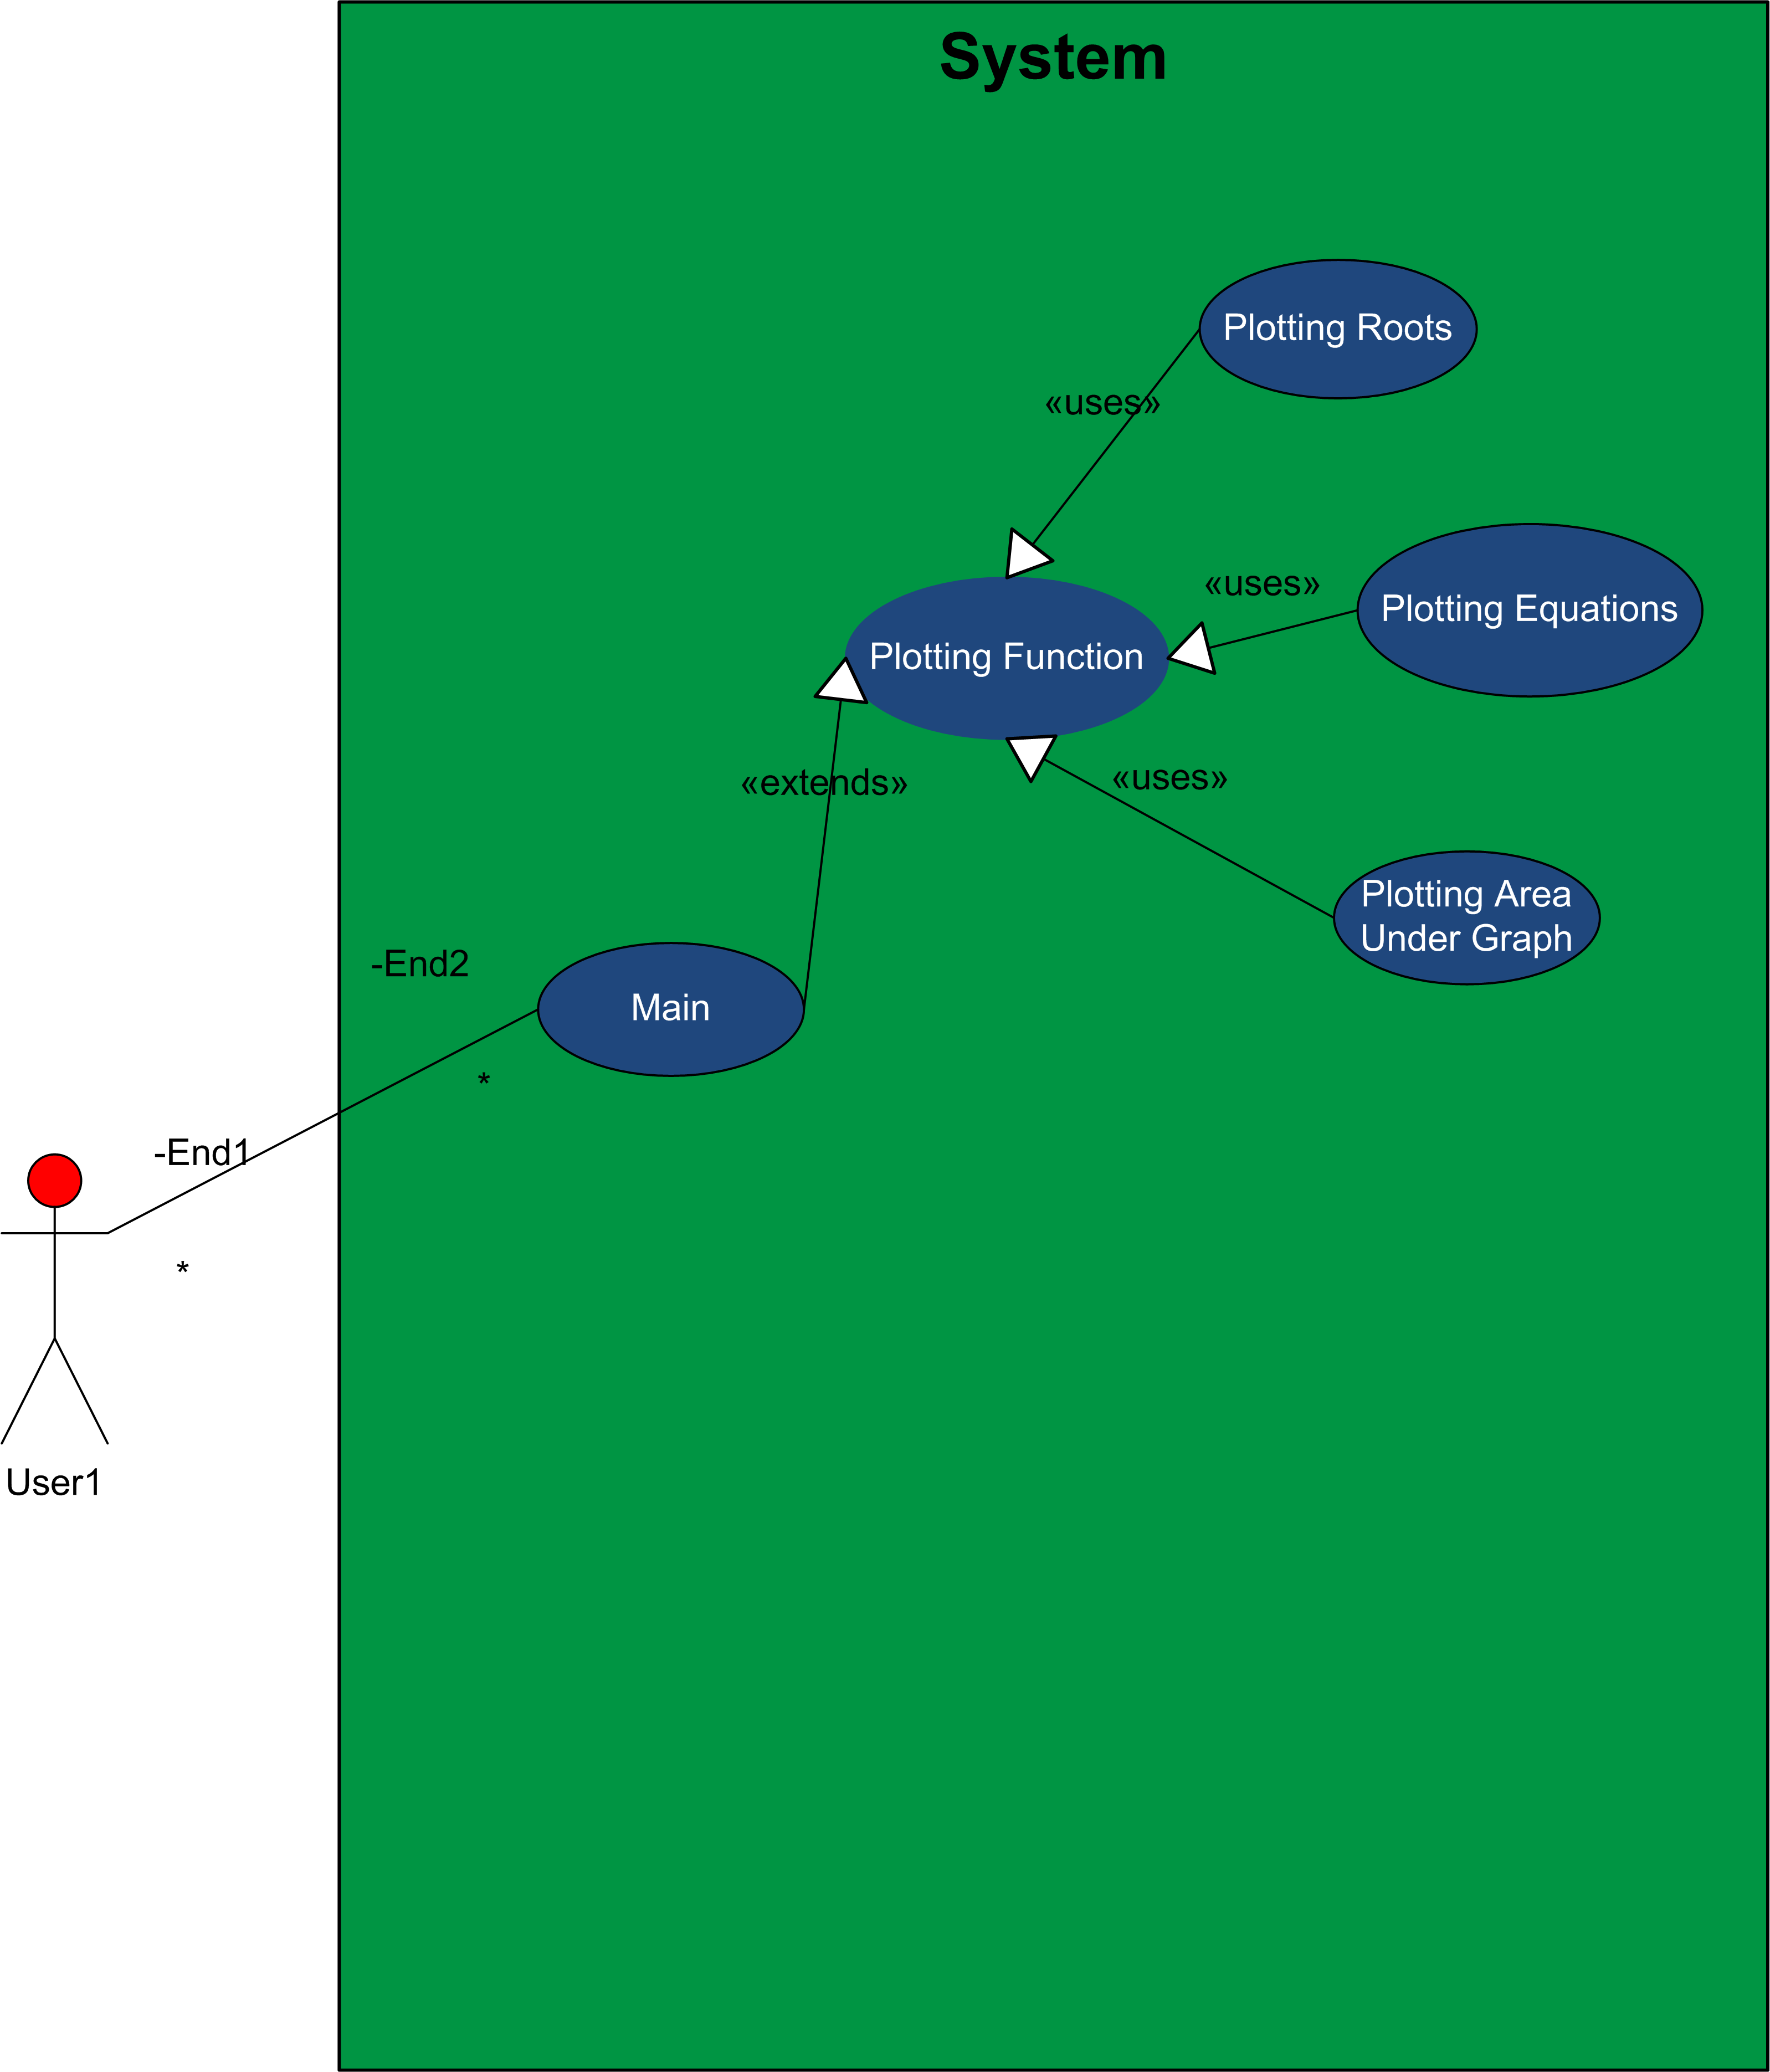 System
Plotting Roots
«uses»
«uses»
Plotting Equations
Plotting Function
«uses»
«extends»
Plotting Area
Under Graph
-End2
Main
*
-End1
*
User1